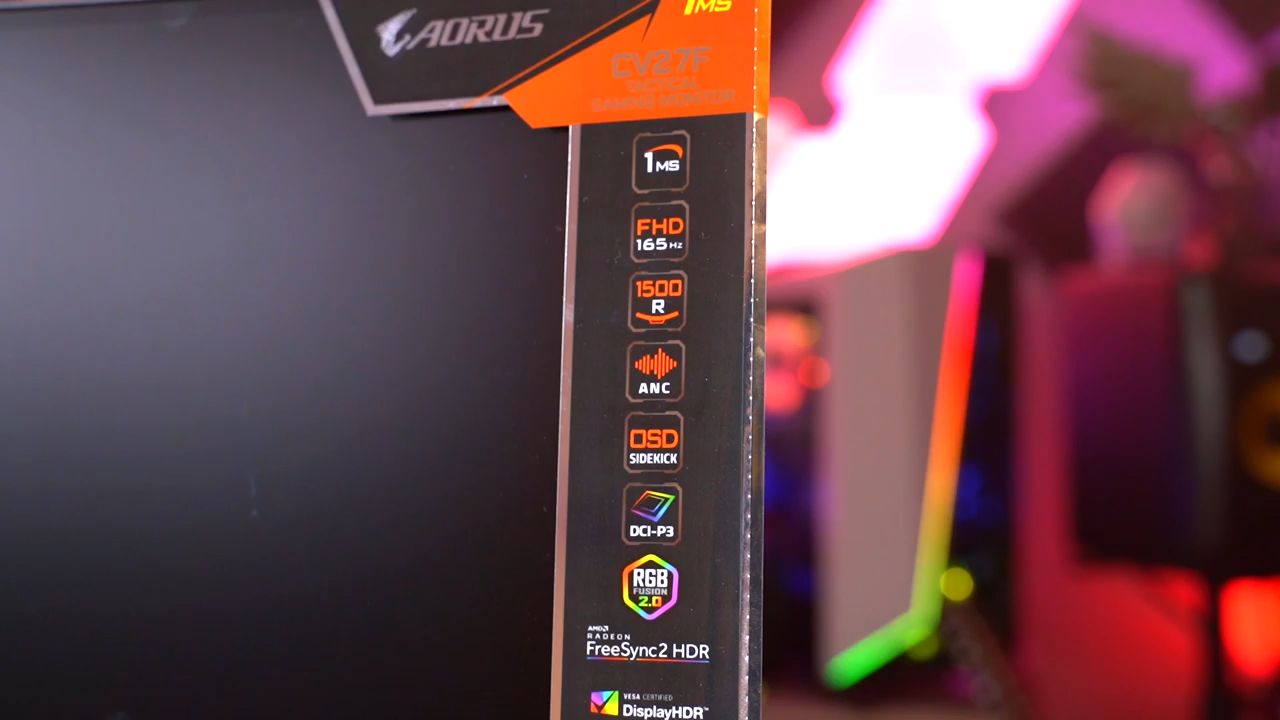 AORUS
1MS
CV27F
TACTICAL
GAMING MONITOR
1MS
FHD
165Hz
1500
R
ANC
OSD
SIDEKICK
DCI-P3
RGB
FUSION
2.0
AMD
RADEON
FreeSync2 HDR
VESA CERTIFIED
DisplayHDR™